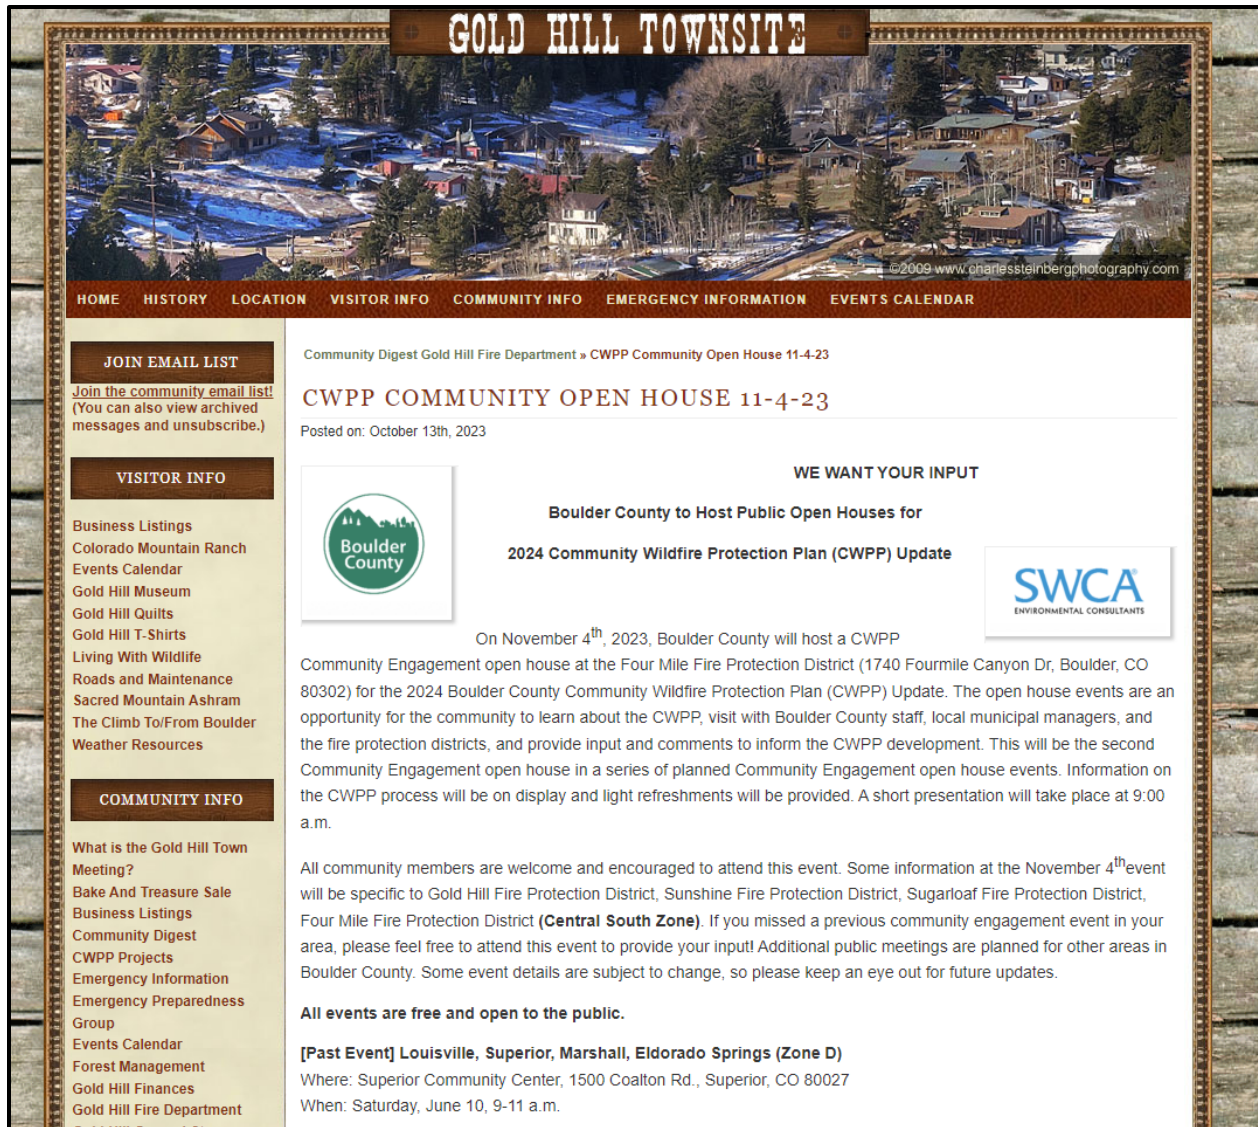 GOLD HILL TOWNSITE
©2009 www.charlessteinbergphotography.com
HOME HISTORY LOCATION VISITOR INFO COMMUNITY INFO EMERGENCY INFORMATION EVENTS CALENDAR
JOIN EMAIL LIST
Join the community email list!
(You can also view archived
messages and unsubscribe.)
VISITOR INFO
Business Listings
Colorado Mountain Ranch
Events Calendar
Gold Hill Museum
Gold Hill Quilts
Gold Hill T-Shirts
Living With Wildlife
Roads and Maintenance
Sacred Mountain Ashram
The Climb To/From Boulder
Weather Resources
COMMUNITY INFO
What is the Gold Hill Town
Meeting?
Bake And Treasure Sale
Business Listings
Community Digest
CWPP Projects
Emergency Information
Emergency Preparedness
Group
Events Calendar
Forest Management
Gold Hill Finances
Gold Hill Fire Department
Community Digest Gold Hill Fire Department » CWPP Community Open House 11-4-23
CWPP COMMUNITY OPEN HOUSE 11-4-23
Posted on: October 13th, 2023
Boulder
County
WE WANT YOUR INPUT
Boulder County to Host Public Open Houses for
2024 Community Wildfire Protection Plan (CWPP) Update
SWCA
ENVIRONMENTAL CONSULTANTS
On November 4th, 2023, Boulder County will host a CWPP
Community Engagement open house at the Four Mile Fire Protection District (1740 Fourmile Canyon Dr, Boulder, CO
80302) for the 2024 Boulder County Community Wildfire Protection Plan (CWPP) Update. The open house events are an
opportunity for the community to learn about the CWPP, visit with Boulder County staff, local municipal managers, and
the fire protection districts, and provide input and comments to inform the CWPP development. This will be the second
Community Engagement open house in a series of planned Community Engagement open house events. Information on
the CWPP process will be on display and light refreshments will be provided. A short presentation will take place at 9:00
a.m.
All community members are welcome and encouraged to attend this event. Some information at the November 4thevent
will be specific to Gold Hill Fire Protection District, Sunshine Fire Protection District, Sugarloaf Fire Protection District,
Four Mile Fire Protection District (Central South Zone). If you missed a previous community engagement event in your
area, please feel free to attend this event to provide your input! Additional public meetings are planned for other areas in
Boulder County. Some event details are subject to change, so please keep an eye out for future updates.
All events are free and open to the public.
[Past Event] Louisville, Superior, Marshall, Eldorado Springs (Zone D)
Where: Superior Community Center, 1500 Coalton Rd., Superior, CO 80027
When: Saturday, June 10, 9-11 a.m.